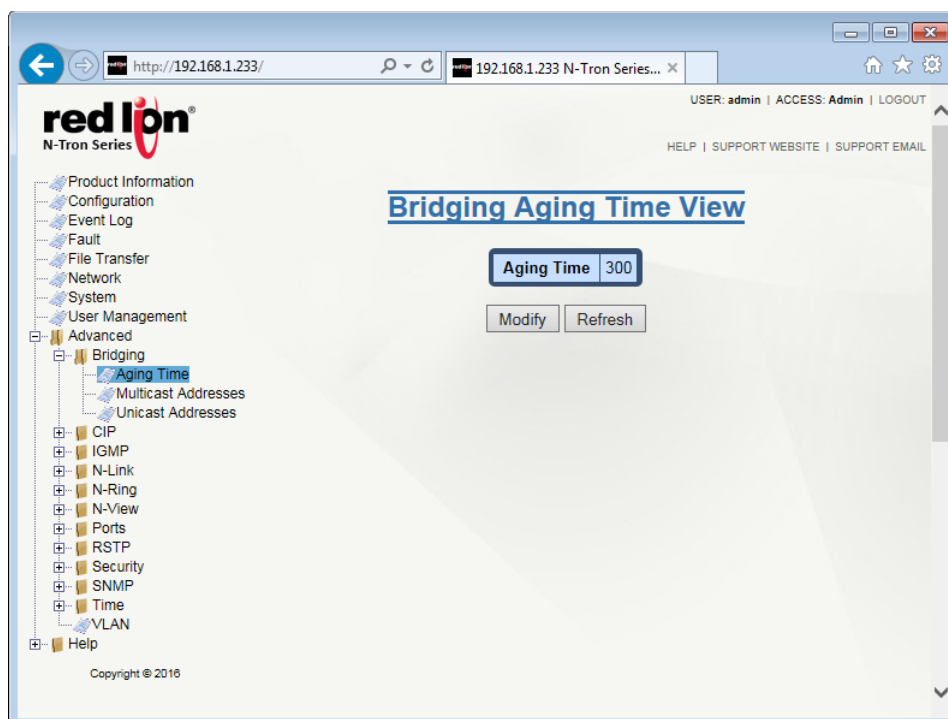 http://192.168.1.233/
192.168.1.233 N-Tron Series...
USER: admin | ACCESS: Admin | LOGOUT
red lion®
N-Tron Series
HELP | SUPPORT WEBSITE | SUPPORT EMAIL
Product Information
Configuration
Event Log
Fault
File Transfer
Network
System
User Management
Advanced
Bridging
Aging Time
Multicast Addresses
Unicast Addresses
CIP
IGMP
N-Link
N-Ring
N-View
Ports
RSTP
Security
SNMP
Time
VLAN
Help
Copyright © 2016
Bridging Aging Time View
Aging Time 300
Modify Refresh